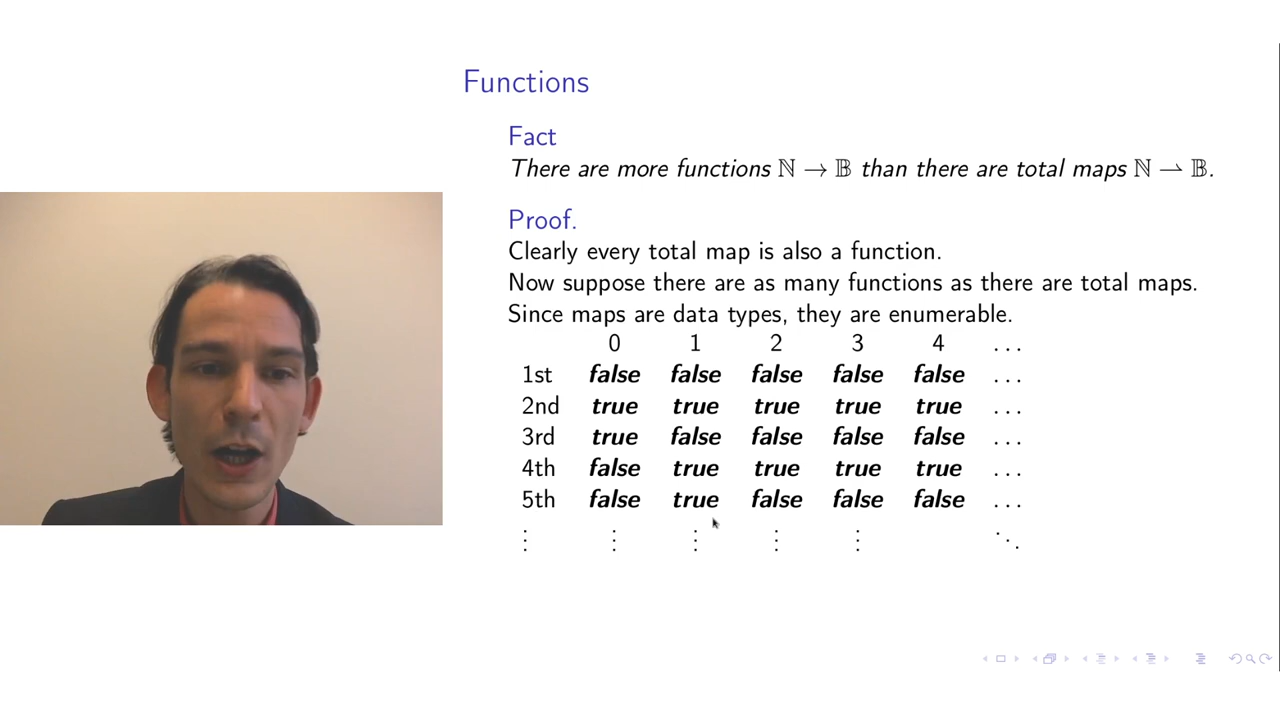 Functions
Fact
There are more functions ℕ → 𝔹 than there are total maps ℕ ⇀ 𝔹.
Proof.
Clearly every total map is also a function.
Now suppose there are as many functions as there are total maps.
Since maps are data types, they are enumerable.
0 1 2 3 4 ...
1st false false false false false ...
2nd true true true true true ...
3rd true false false false false ...
4th false true true true true ...
5th false true false false false ...
⋮ ⋮ ⋮ ⋮ ⋮ ⋱